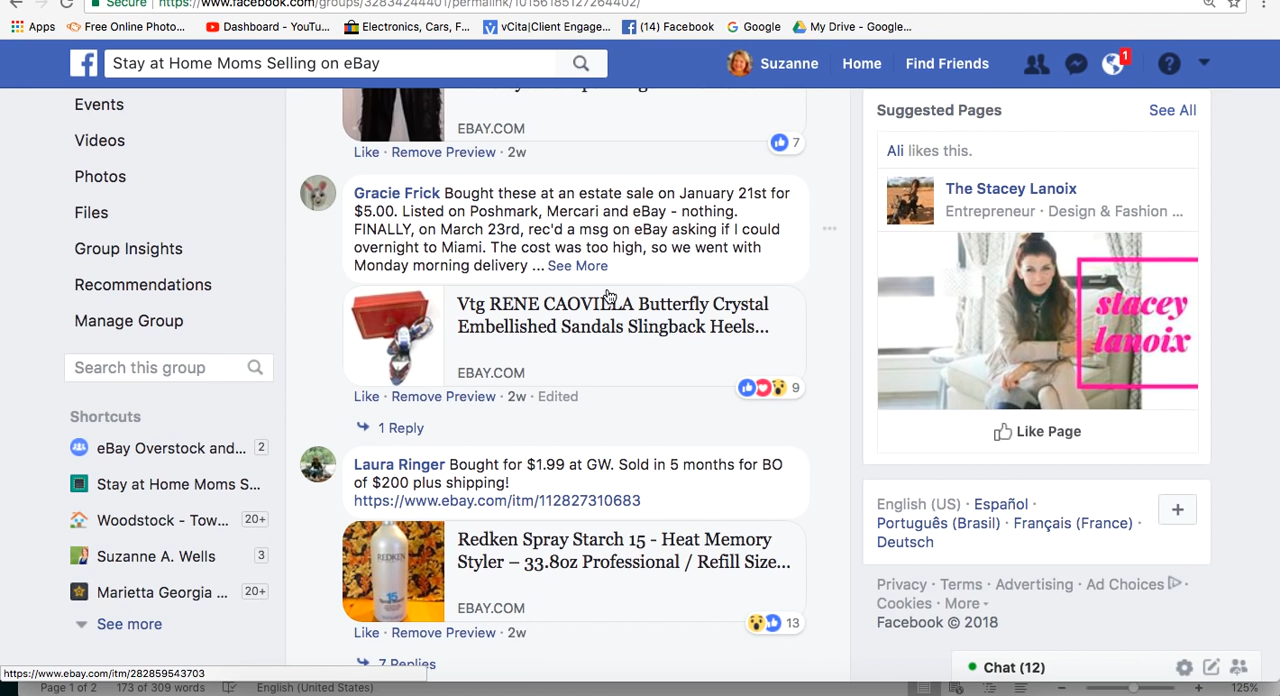 Secure https://www.facebook.com/groups/32834244401/permalink/10156185127264402/
Apps Free Online Photo... Dashboard - YouTu... Electronics, Cars, F... vCita|Client Engage... (14) Facebook Google My Drive - Google...
Stay at Home Moms Selling on eBay
Suzanne Home Find Friends 1
Events
Videos
Photos
Files
Group Insights
Recommendations
Manage Group
Search this group
Shortcuts
eBay Overstock and... 2
Stay at Home Moms S...
Woodstock - Tow... 20+
Suzanne A. Wells 3
Marietta Georgia ... 20+
See more
EBAY.COM
7
Like · Remove Preview · 2w
Gracie Frick Bought these at an estate sale on January 21st for
$5.00. Listed on Poshmark, Mercari and eBay - nothing.
FINALLY, on March 23rd, rec'd a msg on eBay asking if I could
overnight to Miami. The cost was too high, so we went with
Monday morning delivery ... See More
Vtg RENE CAOVILLA Butterfly Crystal
Embellished Sandals Slingback Heels...
EBAY.COM
9
Like · Remove Preview · 2w · Edited
1 Reply
Laura Ringer Bought for $1.99 at GW. Sold in 5 months for BO
of $200 plus shipping!
https://www.ebay.com/itm/112827310683
REDKEN
15
Redken Spray Starch 15 - Heat Memory
Styler – 33.8oz Professional / Refill Size...
EBAY.COM
13
Like · Remove Preview · 2w
7 Replies
Suggested Pages See All
Ali likes this.
The Stacey Lanoix
Entrepreneur · Design & Fashion ...
stacey
lanoix
Like Page
English (US) · Español ·
Português (Brasil) · Français (France) ·
Deutsch
Privacy · Terms · Advertising · Ad Choices ·
Cookies · More
Facebook © 2018
Chat (12)
https://www.ebay.com/itm/282859543703
Page 1 of 2 173 of 309 words English (United States) 125%